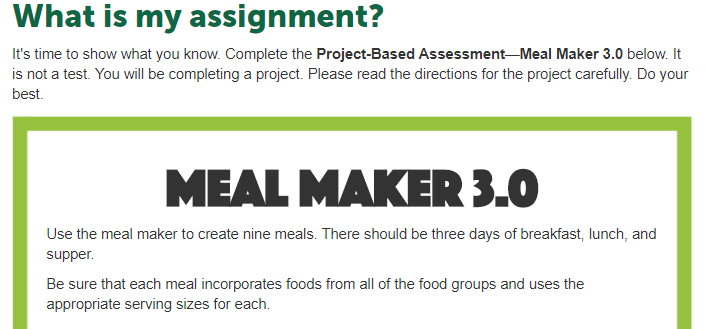 What is my assignment?
It's time to show what you know. Complete the Project-Based Assessment—Meal Maker 3.0 below. It
is not a test. You will be completing a project. Please read the directions for the project carefully. Do your
best.
MEAL MAKER 3.0
Use the meal maker to create nine meals. There should be three days of breakfast, lunch, and
supper.
Be sure that each meal incorporates foods from all of the food groups and uses the
appropriate serving sizes for each.